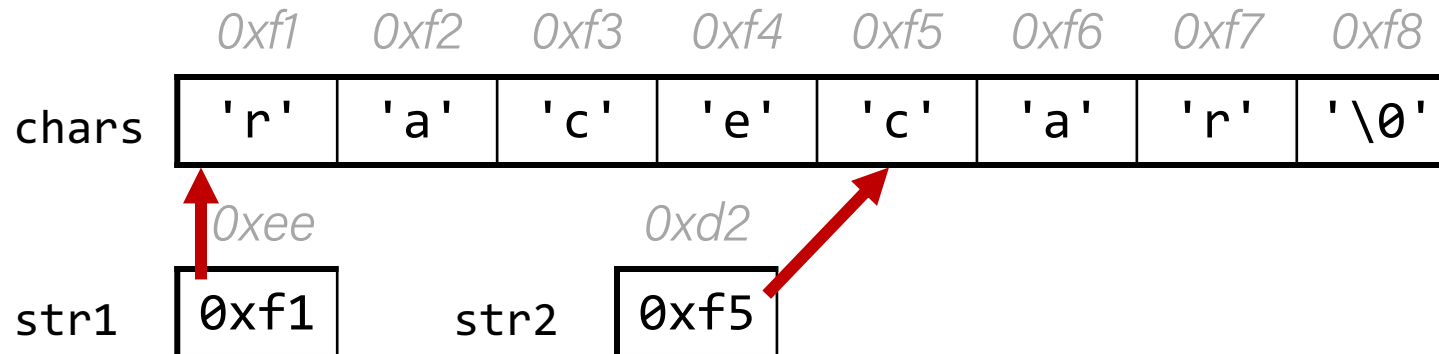 0xf1 0xf2 0xf3 0xf4 0xf5 0xf6 0xf7 0xf8
chars 'r' 'a' 'c' 'e' 'c' 'a' 'r' '\0'
0xee 0xd2
str1 0xf1 str2 0xf5